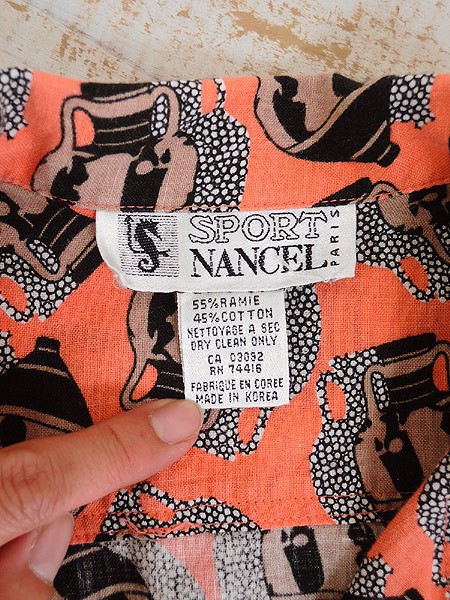 SPORT
NANCEL
PARIS
55%RAMIE
45%COTTON
NETTOYAGE A SEC
DRY CLEAN ONLY
CA 03092
RN 74416
FABRIQUE EN COREE
MADE IN KOREA